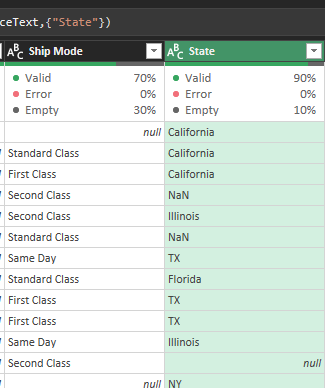 ceText,{"State"})
ABC Ship Mode ABC State
Valid 70% Valid 90%
Error 0% Error 0%
Empty 30% Empty 10%
null California
Standard Class California
First Class California
Second Class NaN
Second Class Illinois
Standard Class NaN
Same Day TX
Standard Class Florida
First Class TX
First Class TX
Same Day Illinois
Second Class null
null NY